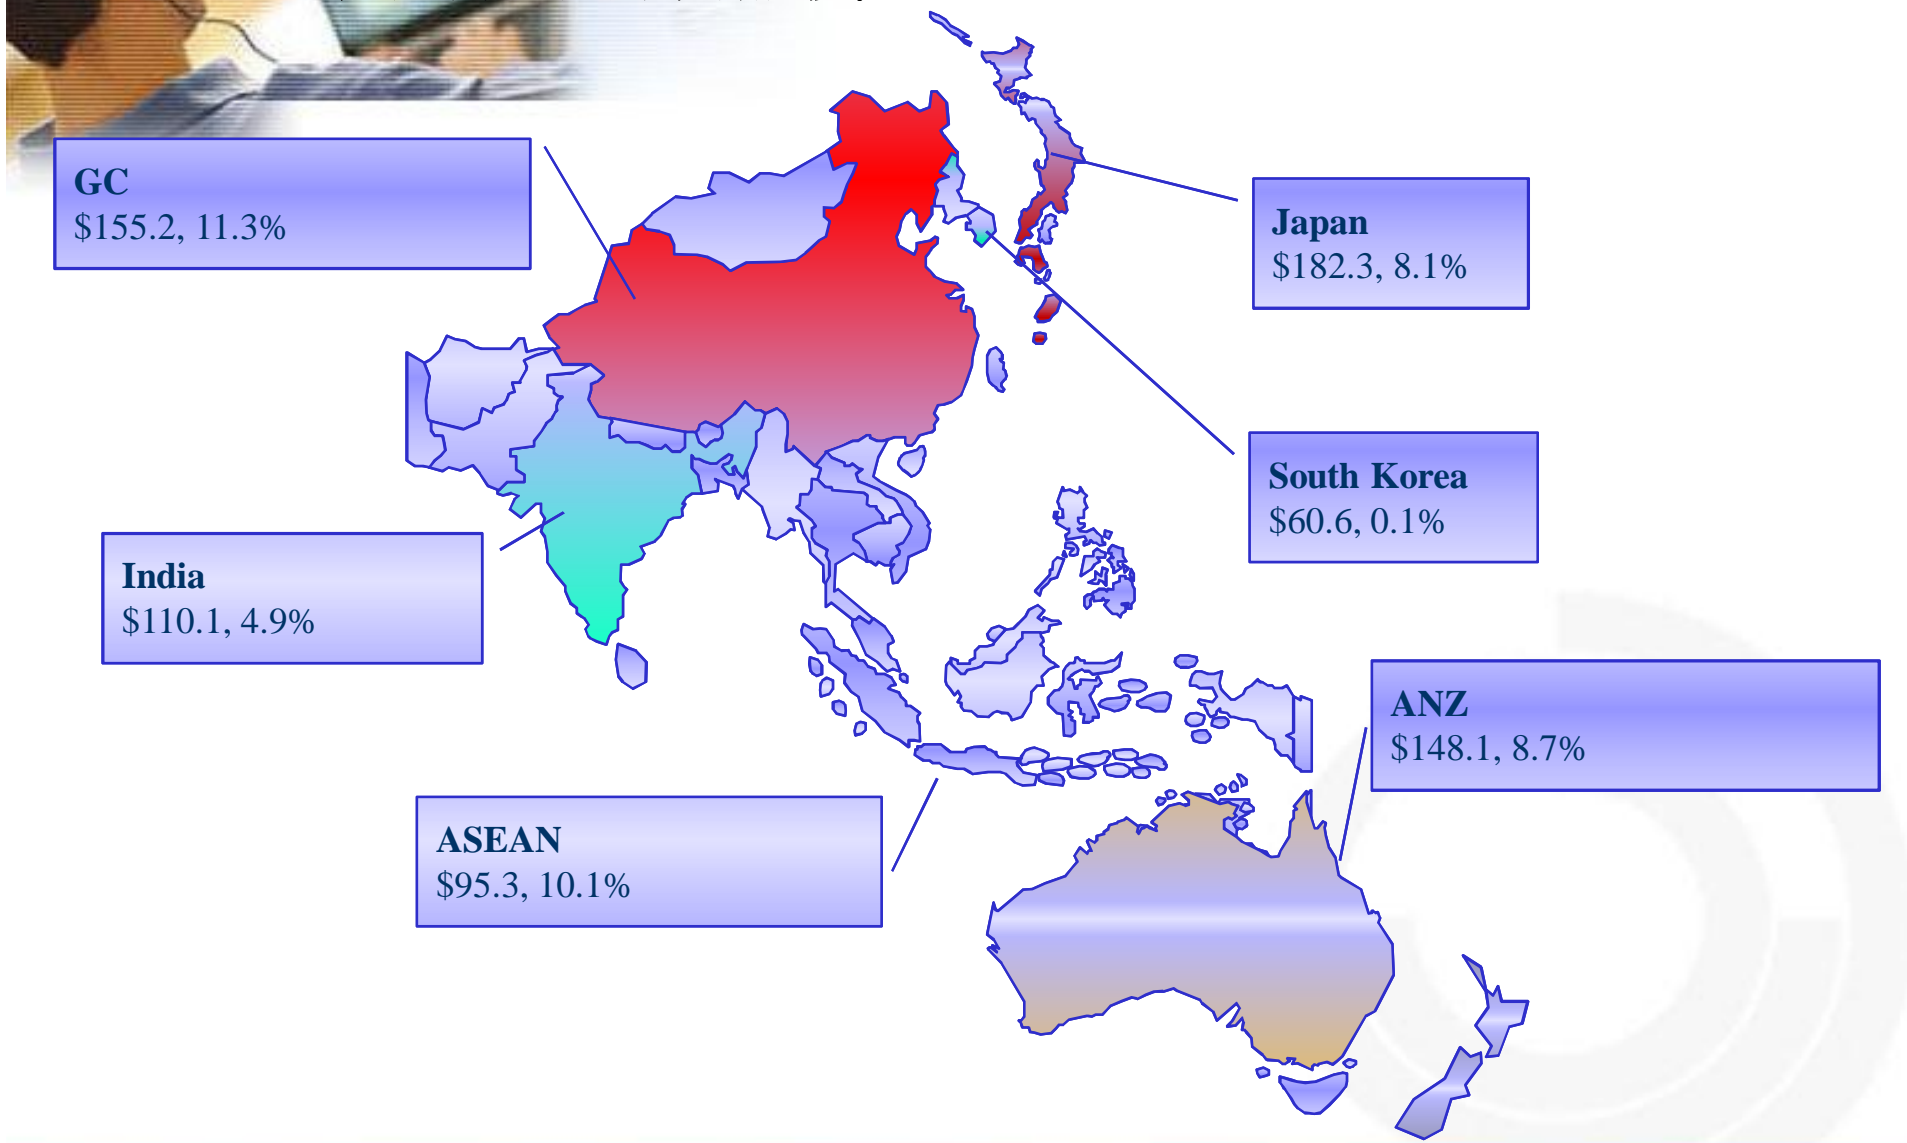 GC
$155.2, 11.3%
Japan
$182.3, 8.1%
South Korea
$60.6, 0.1%
India
$110.1, 4.9%
ANZ
$148.1, 8.7%
ASEAN
$95.3, 10.1%